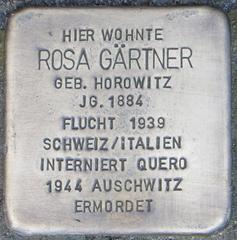 HIER WOHNTE
ROSA GÄRTNER
GEB. HOROWITZ
JG. 1884
FLUCHT 1939
SCHWEIZ/ITALIEN
INTERNIERT QUERO
1944 AUSCHWITZ
ERMORDET